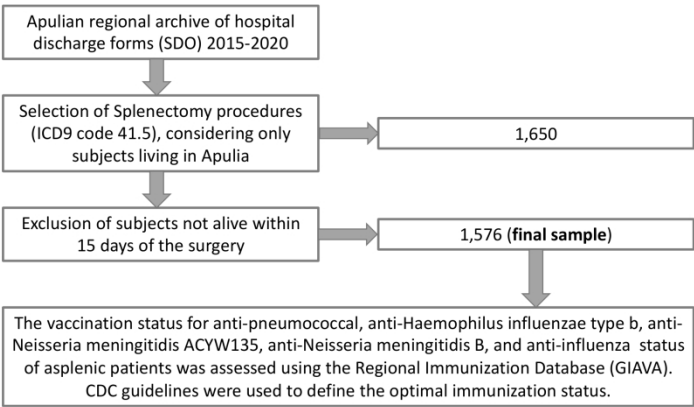 Apulian regional archive of hospital
discharge forms (SDO) 2015-2020
Selection of Splenectomy procedures
(ICD9 code 41.5), considering only
subjects living in Apulia
1,650
Exclusion of subjects not alive within
15 days of the surgery
1,576 (final sample)
The vaccination status for anti-pneumococcal, anti-Haemophilus influenzae type b, anti-
Neisseria meningitidis ACYW135, anti-Neisseria meningitidis B, and anti-influenza status
of asplenic patients was assessed using the Regional Immunization Database (GIAVA).
CDC guidelines were used to define the optimal immunization status.